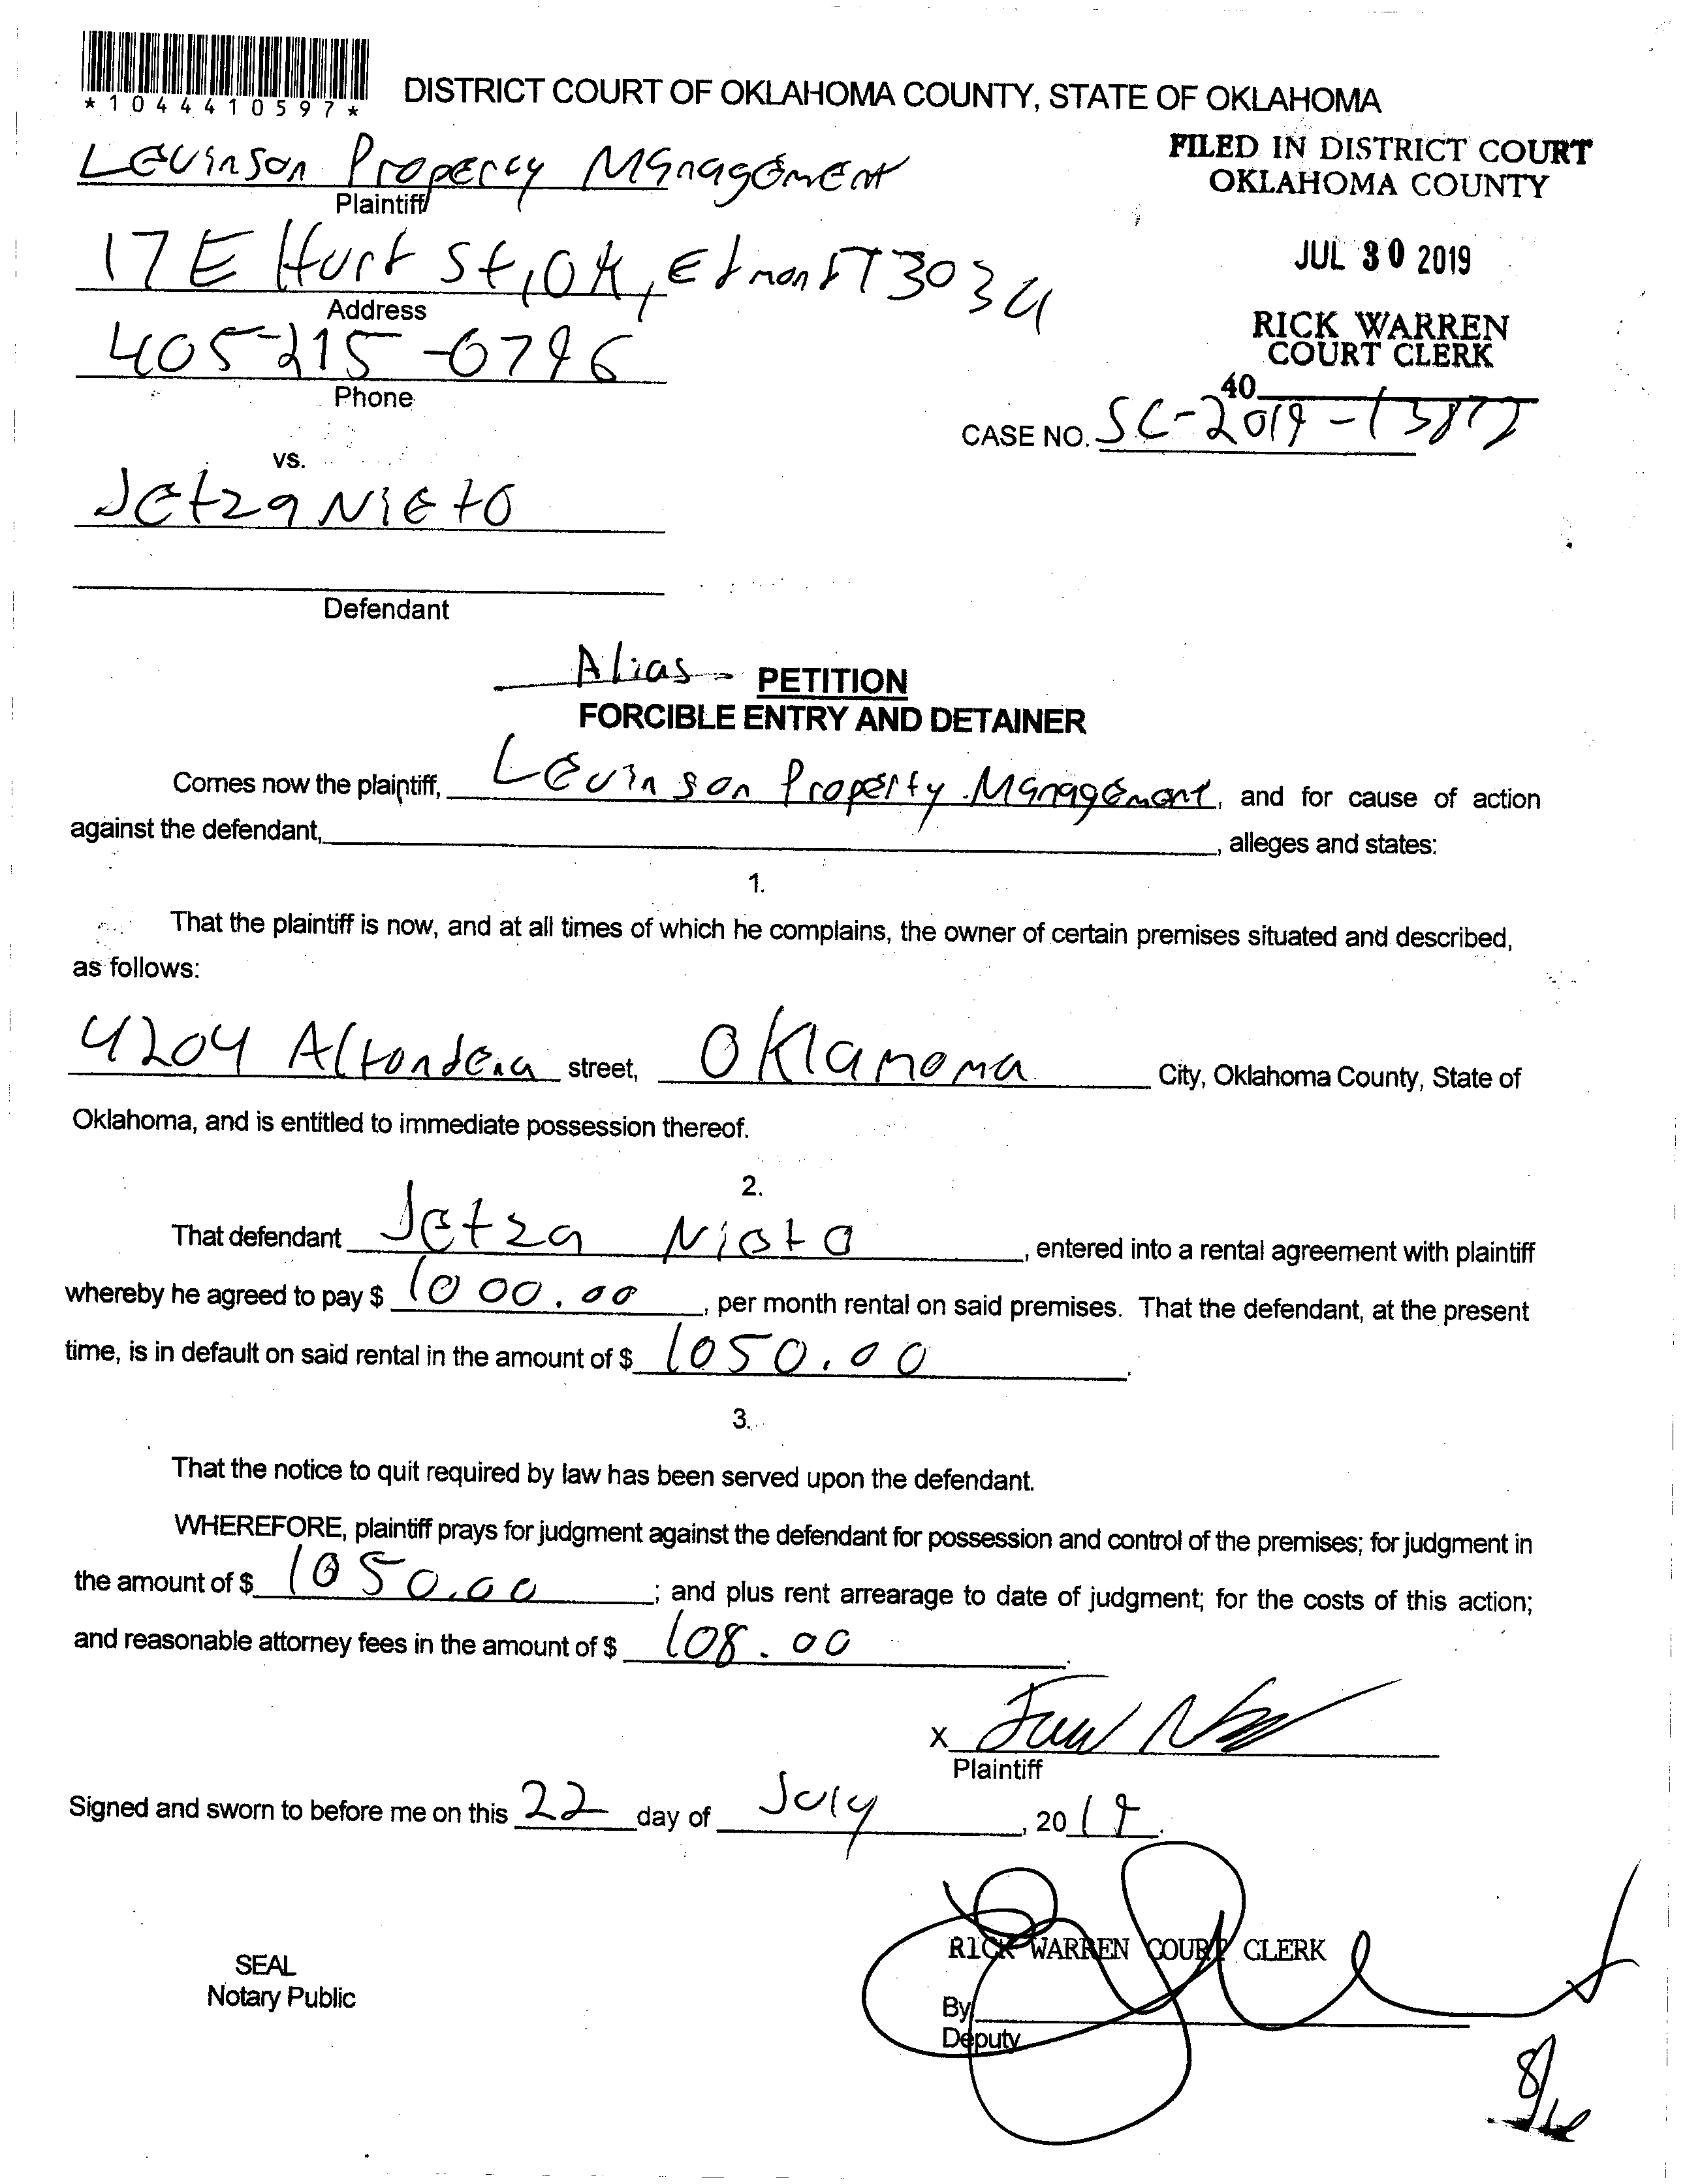 *1044410597*
DISTRICT COURT OF OKLAHOMA COUNTY, STATE OF OKLAHOMA
Levinson Property Management
Plaintiff
FILED IN DISTRICT COURT
OKLAHOMA COUNTY
17 E Hurt St, OK, Edmond 73034
Address
JUL 30 2019
405-215-0796
Phone
RICK WARREN
COURT CLERK
40
CASE NO. SC-2019-13877
vs.
Jetza Nieto
Defendant
Alias - PETITION
FORCIBLE ENTRY AND DETAINER
Comes now the plaintiff, Levinson Property Management, and for cause of action
against the defendant, , alleges and states:
1.
That the plaintiff is now, and at all times of which he complains, the owner of certain premises situated and described,
as follows:
4204 Altondena street, Oklahoma City, Oklahoma County, State of
Oklahoma, and is entitled to immediate possession thereof.
2.
That defendant Jetza Nieto, entered into a rental agreement with plaintiff
whereby he agreed to pay $ 1000.00, per month rental on said premises. That the defendant, at the present
time, is in default on said rental in the amount of $ 1050.00.
3.
That the notice to quit required by law has been served upon the defendant.
WHEREFORE, plaintiff prays for judgment against the defendant for possession and control of the premises; for judgment in
the amount of $ 1050.00; and plus rent arrearage to date of judgment; for the costs of this action;
and reasonable attorney fees in the amount of $ 108.00.
X
Plaintiff
Signed and sworn to before me on this 22 day of July, 2019.
RICK WARREN COURT CLERK
SEAL
Notary Public
By
Deputy